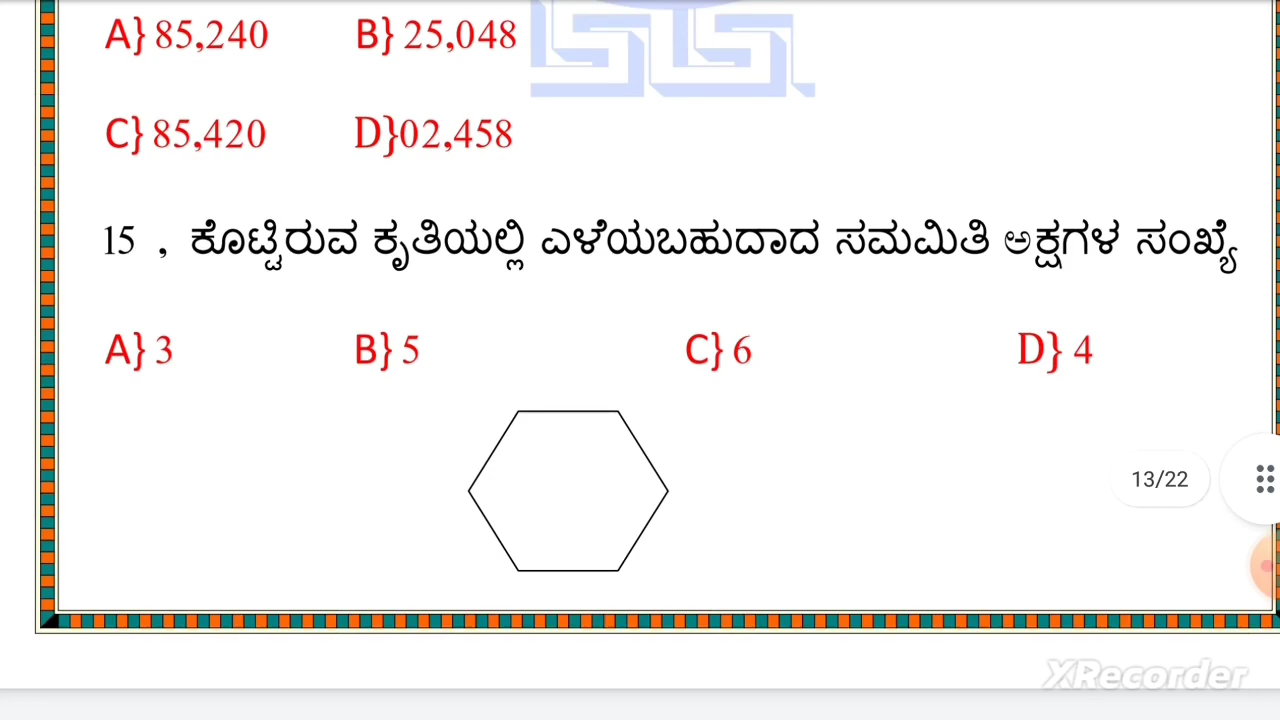 A} 85,240 B} 25,048
C} 85,420 D}02,458
15 , ಕೊಟ್ಟಿರುವ ಕೃತಿಯಲ್ಲಿ ಎಳೆಯಬಹುದಾದ ಸಮಮಿತಿ ಅಕ್ಷಗಳ ಸಂಖ್ಯೆ
A} 3 B} 5 C} 6 D} 4
13/22
XRecorder